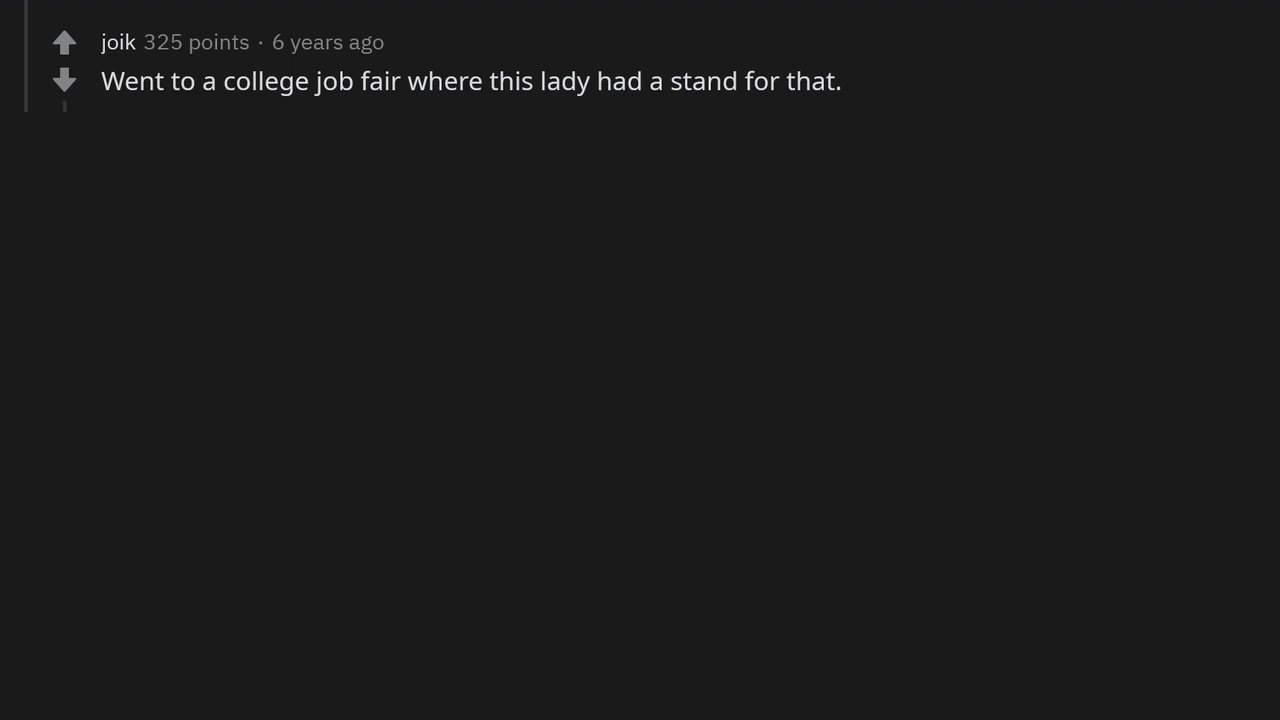 joik 325 points · 6 years ago
Went to a college job fair where this lady had a stand for that.